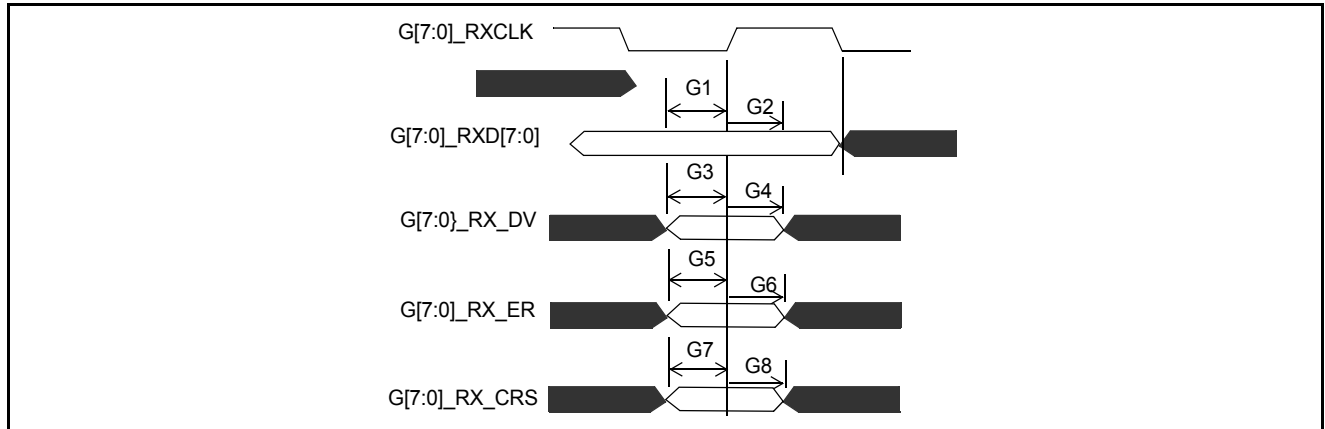 G[7:0]_RXCLK
G1
G2
G[7:0]_RXD[7:0]
G3
G4
G[7:0}_RX_DV
G5
G6
G[7:0]_RX_ER
G7
G8
G[7:0]_RX_CRS